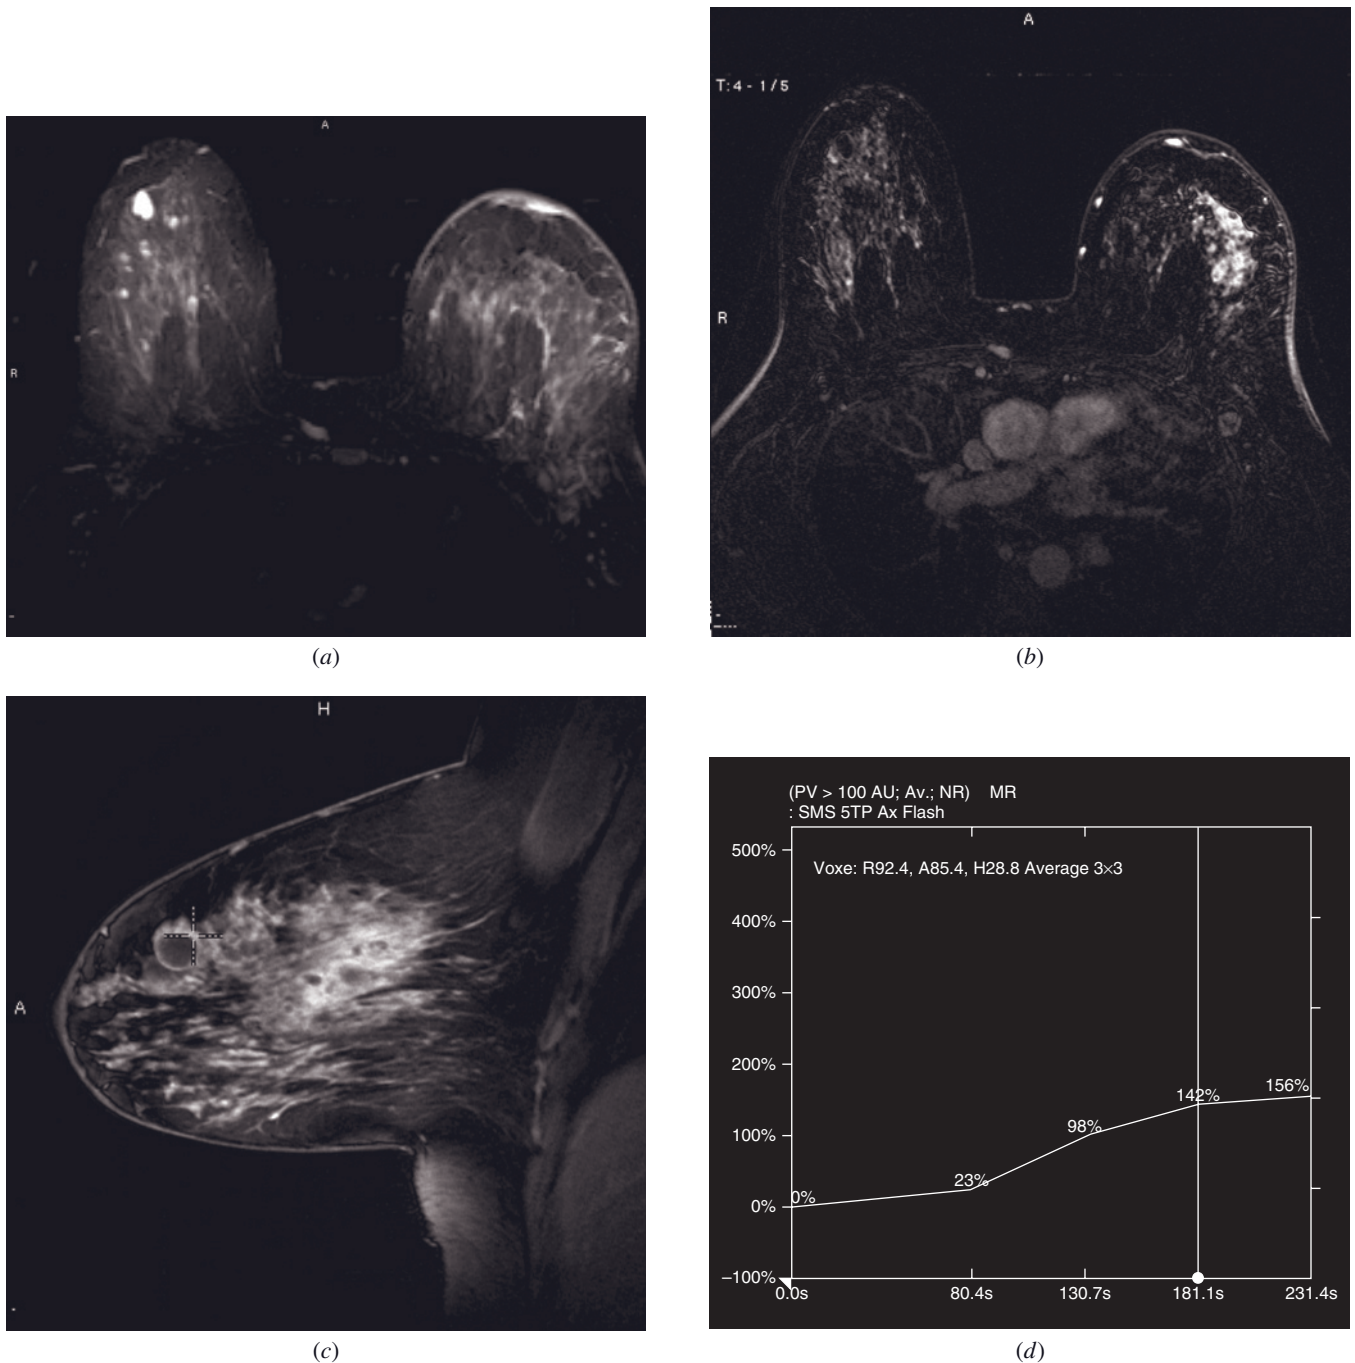 A
R
(a)
A
T: 4 - 1/5
R
(b)
H
A
(c)
(PV > 100 AU; Av.; NR) MR
: SMS 5TP Ax Flash
Voxe: R92.4, A85.4, H28.8 Average 3×3
500%
400%
300%
200%
100%
0%
–100%
0%
23%
98%
142%
156%
0.0s
80.4s
130.7s
181.1s
231.4s
(d)